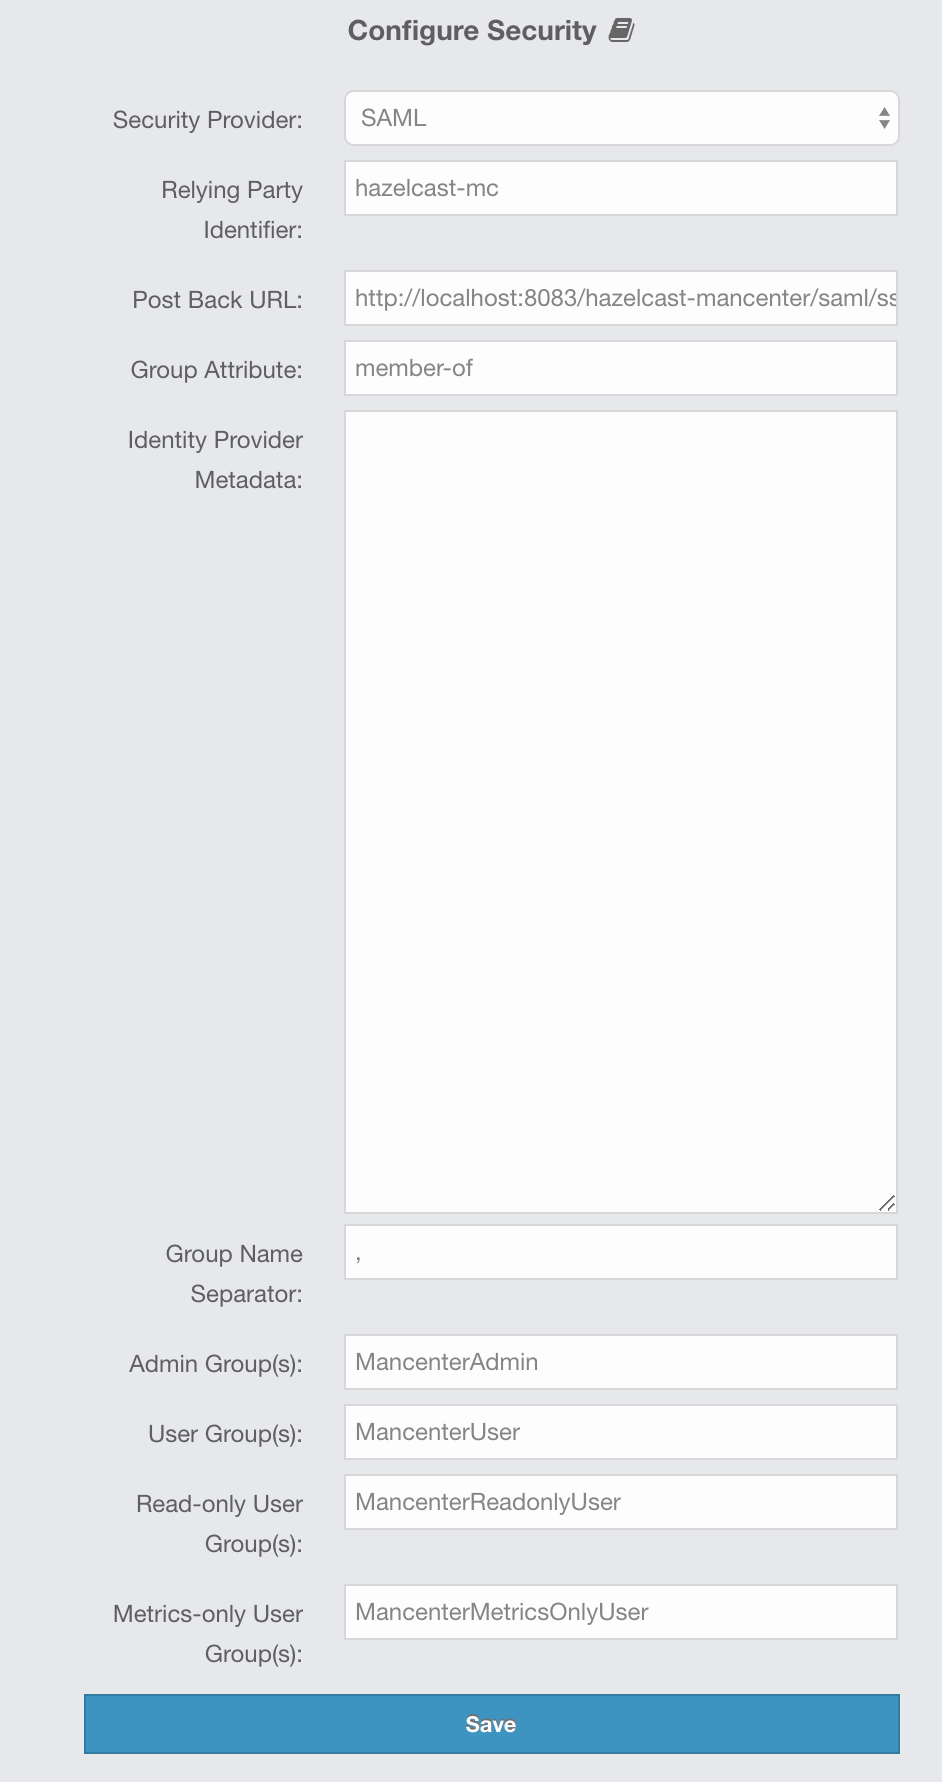 Configure Security
Security Provider:
SAML
Relying Party
Identifier:
hazelcast-mc
Post Back URL:
http://localhost:8083/hazelcast-mancenter/saml/ss
Group Attribute:
member-of
Identity Provider
Metadata:
Group Name
Separator:
,
Admin Group(s):
MancenterAdmin
User Group(s):
MancenterUser
Read-only User
Group(s):
MancenterReadonlyUser
Metrics-only User
Group(s):
MancenterMetricsOnlyUser
Save